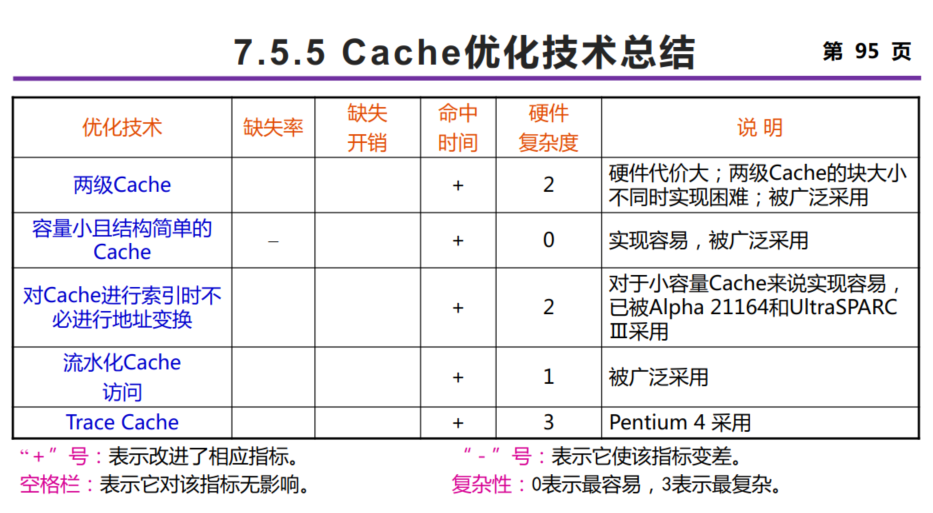 7.5.5 Cache优化技术总结
第 95 页
优化技术
缺失率
缺失
开销
命中
时间
硬件
复杂度
说 明
两级Cache
+
2
硬件代价大；两级Cache的块大小
不同时实现困难；被广泛采用
容量小且结构简单的
Cache
–
+
0
实现容易，被广泛采用
对Cache进行索引时不
必进行地址变换
+
2
对于小容量Cache来说实现容易，
已被Alpha 21164和UltraSPARC
Ⅲ采用
流水化Cache
访问
+
1
被广泛采用
Trace Cache
+
3
Pentium 4 采用
“+”号：表示改进了相应指标。
“-”号：表示它使该指标变差。
空格栏：表示它对该指标无影响。
复杂性：0表示最容易，3表示最复杂。